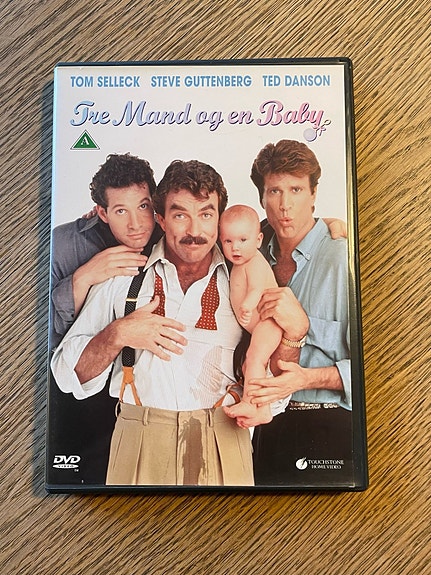 TOM SELLECK STEVE GUTTENBERG TED DANSON
Tre Mand og en Baby
A
DVD
VIDEO
TOUCHSTONE
HOME VIDEO